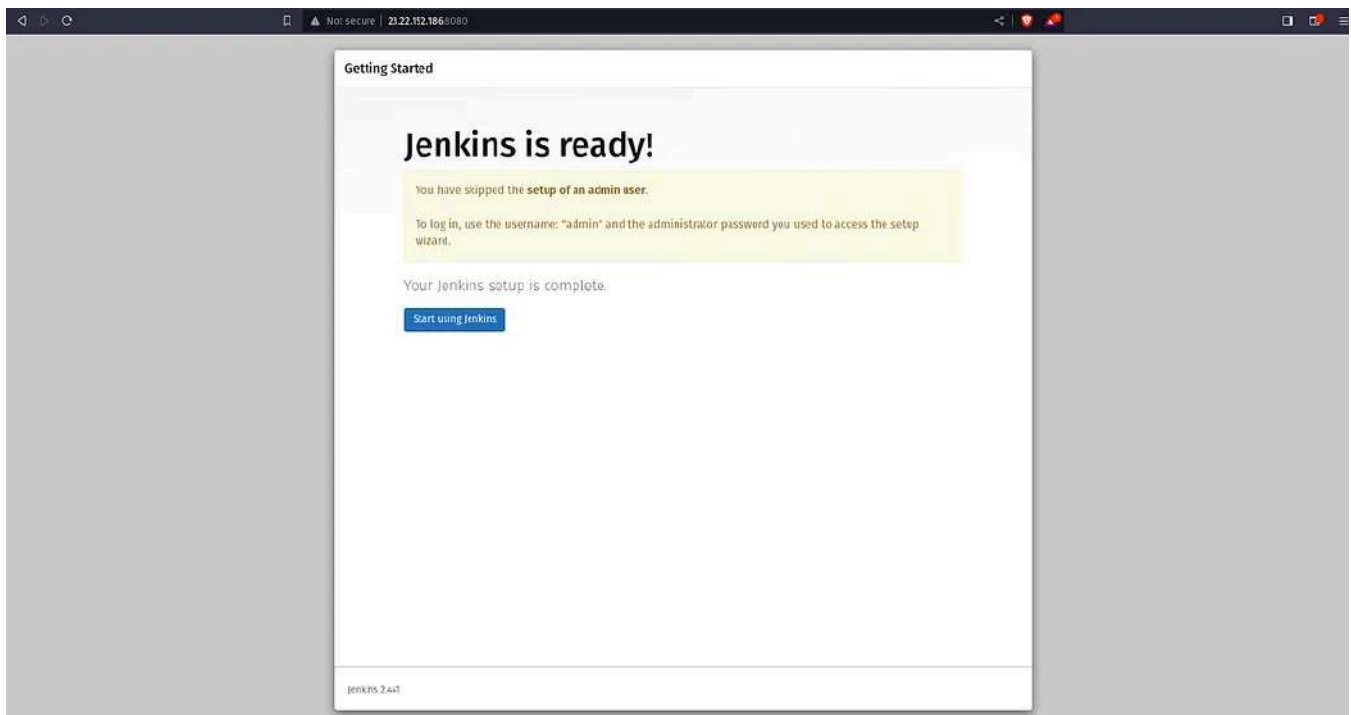 Not secure | 23.22.152.186:8080
Getting Started
Jenkins is ready!
You have skipped the setup of an admin user.
To log in, use the username: "admin" and the administrator password you used to access the setup
wizard.
Your Jenkins setup is complete.
Start using Jenkins
Jenkins 2.441